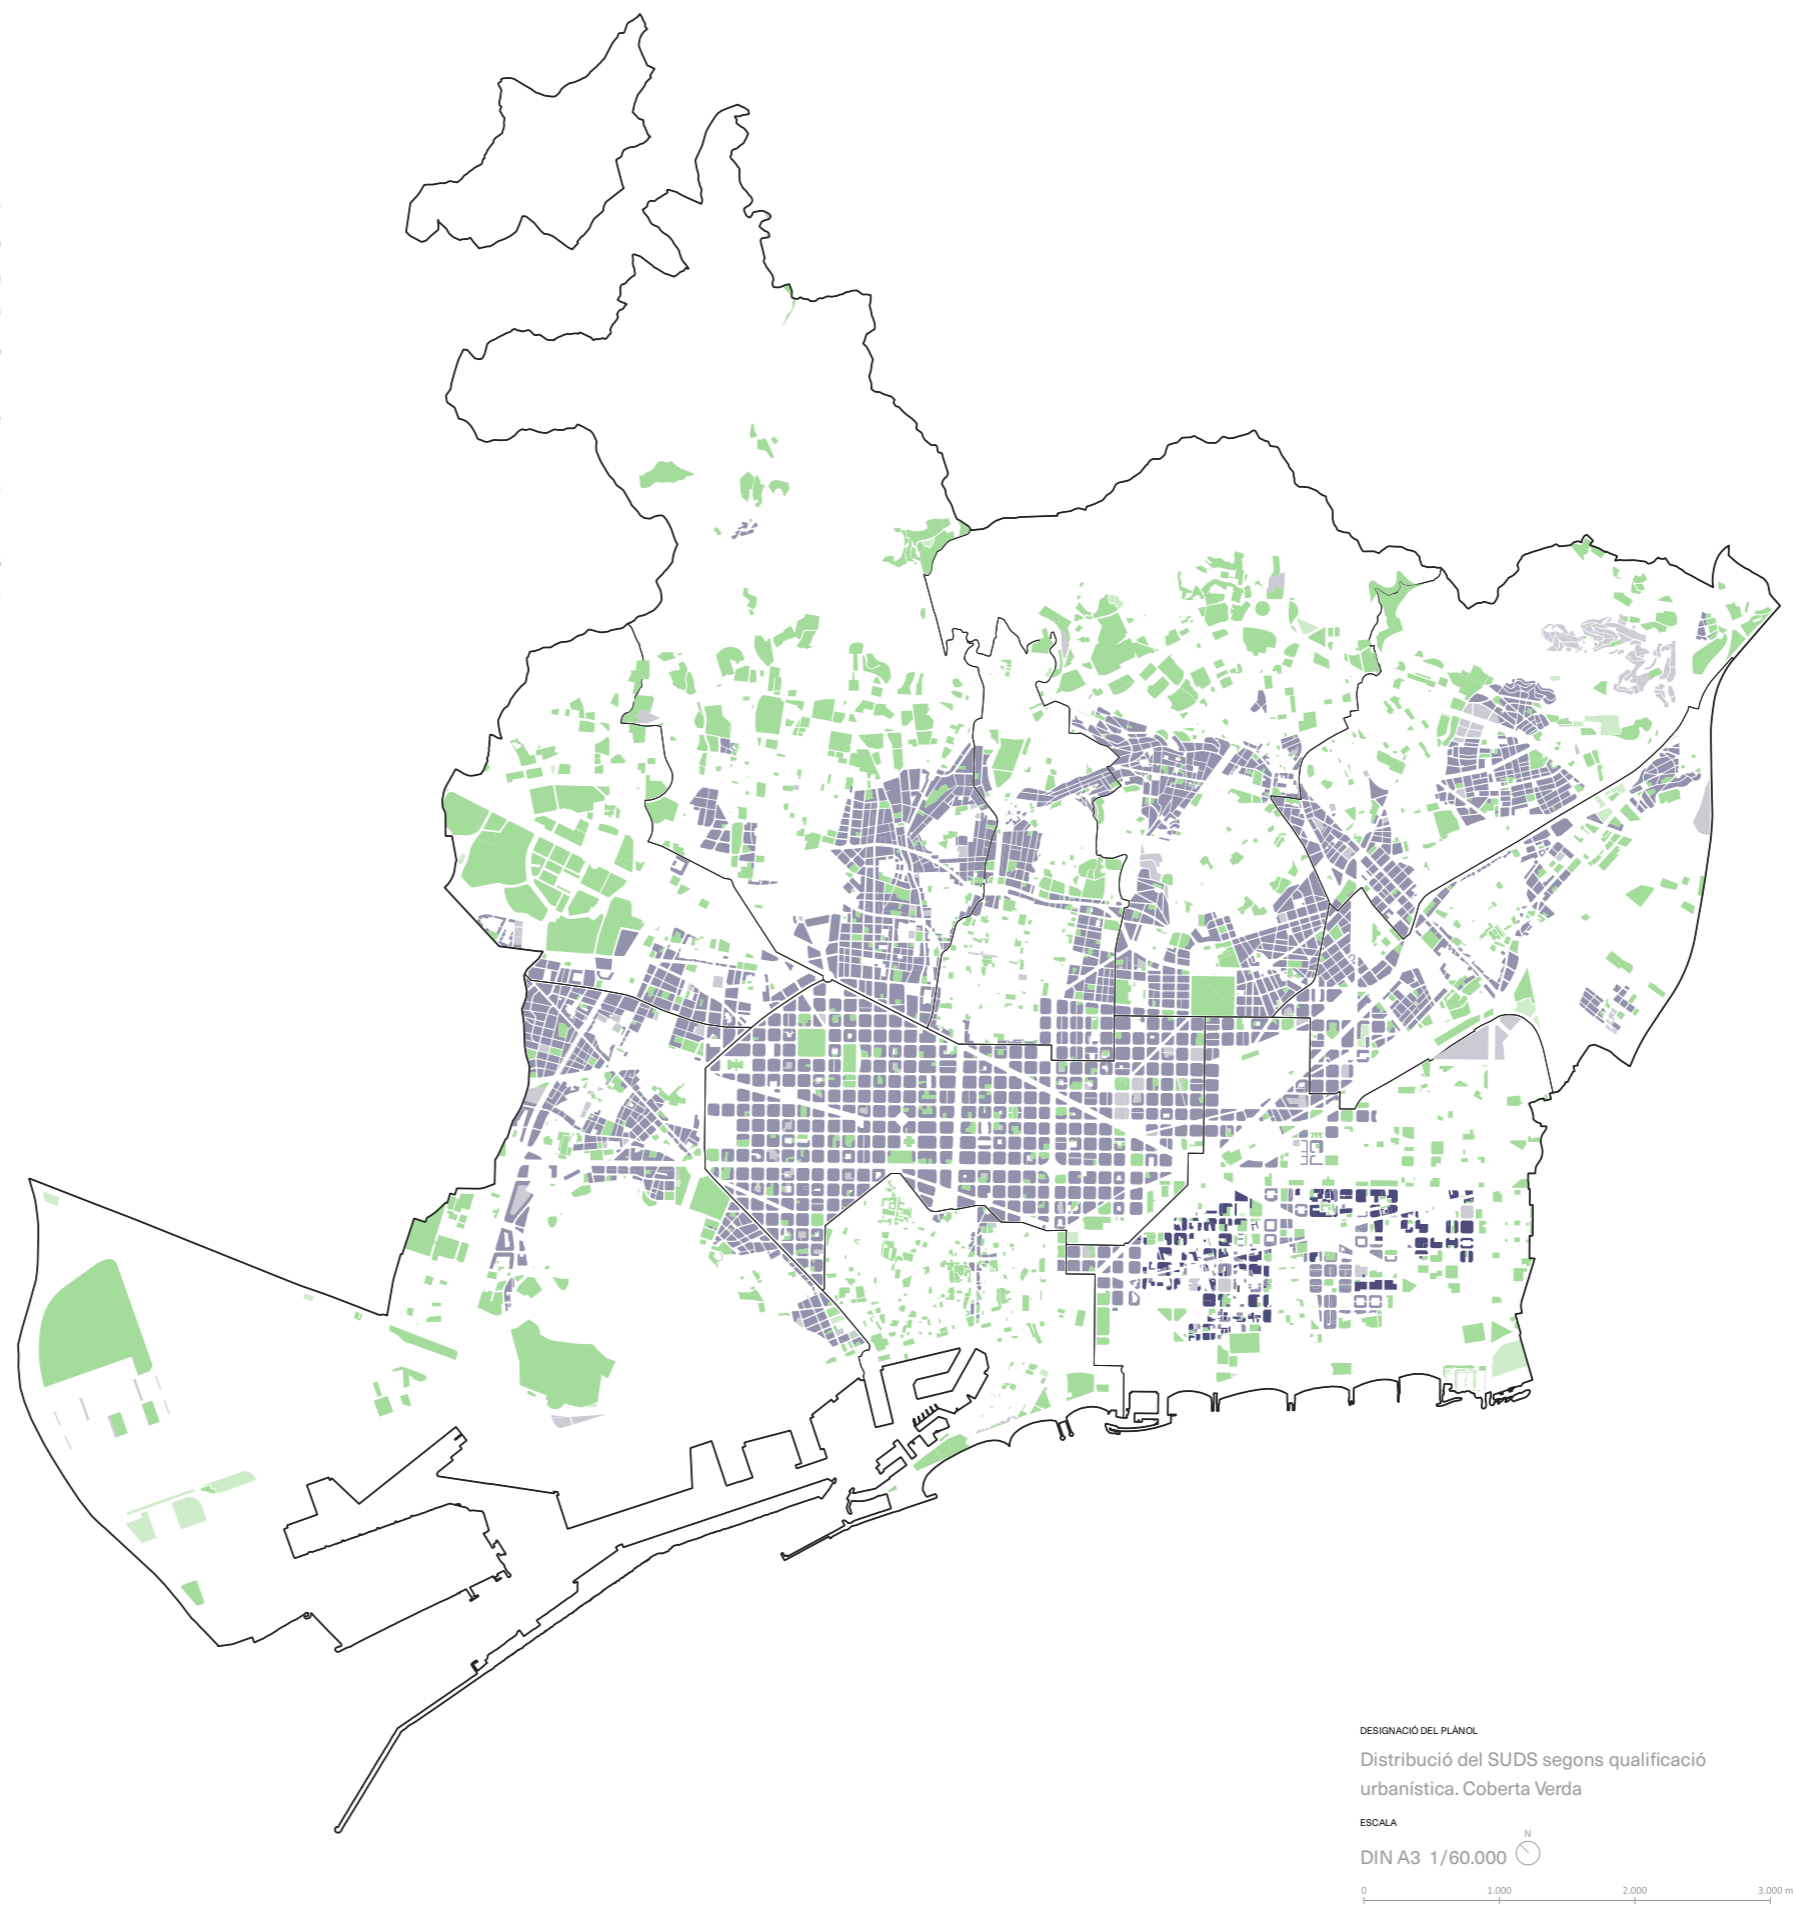 DESIGNACIÓ DEL PLÀNOL
Distribució del SUDS segons qualificació
urbanística. Coberta Verda
ESCALA
N
DIN A3 1/60.000
0 1.000 2.000 3.000 m